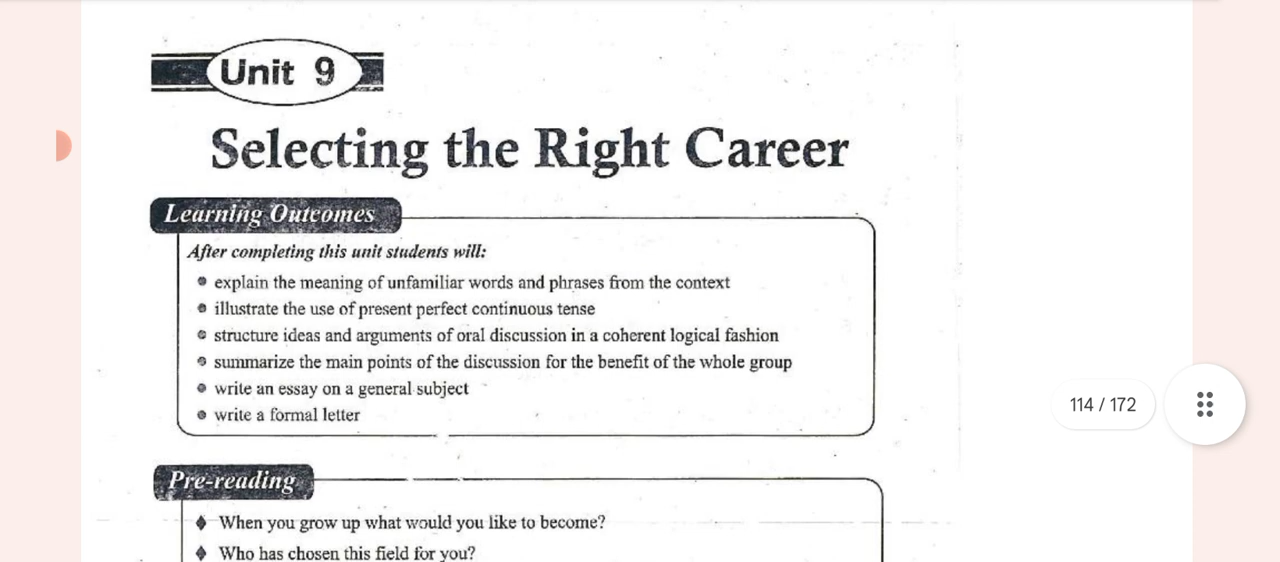 Unit 9
Selecting the Right Career
Learning Outcomes
After completing this unit students will:
explain the meaning of unfamiliar words and phrases from the context
illustrate the use of present perfect continuous tense
structure ideas and arguments of oral discussion in a coherent logical fashion
summarize the main points of the discussion for the benefit of the whole group
write an essay on a general subject
write a formal letter
114 / 172
Pre-reading
When you grow up what would you like to become?
Who has chosen this field for you?